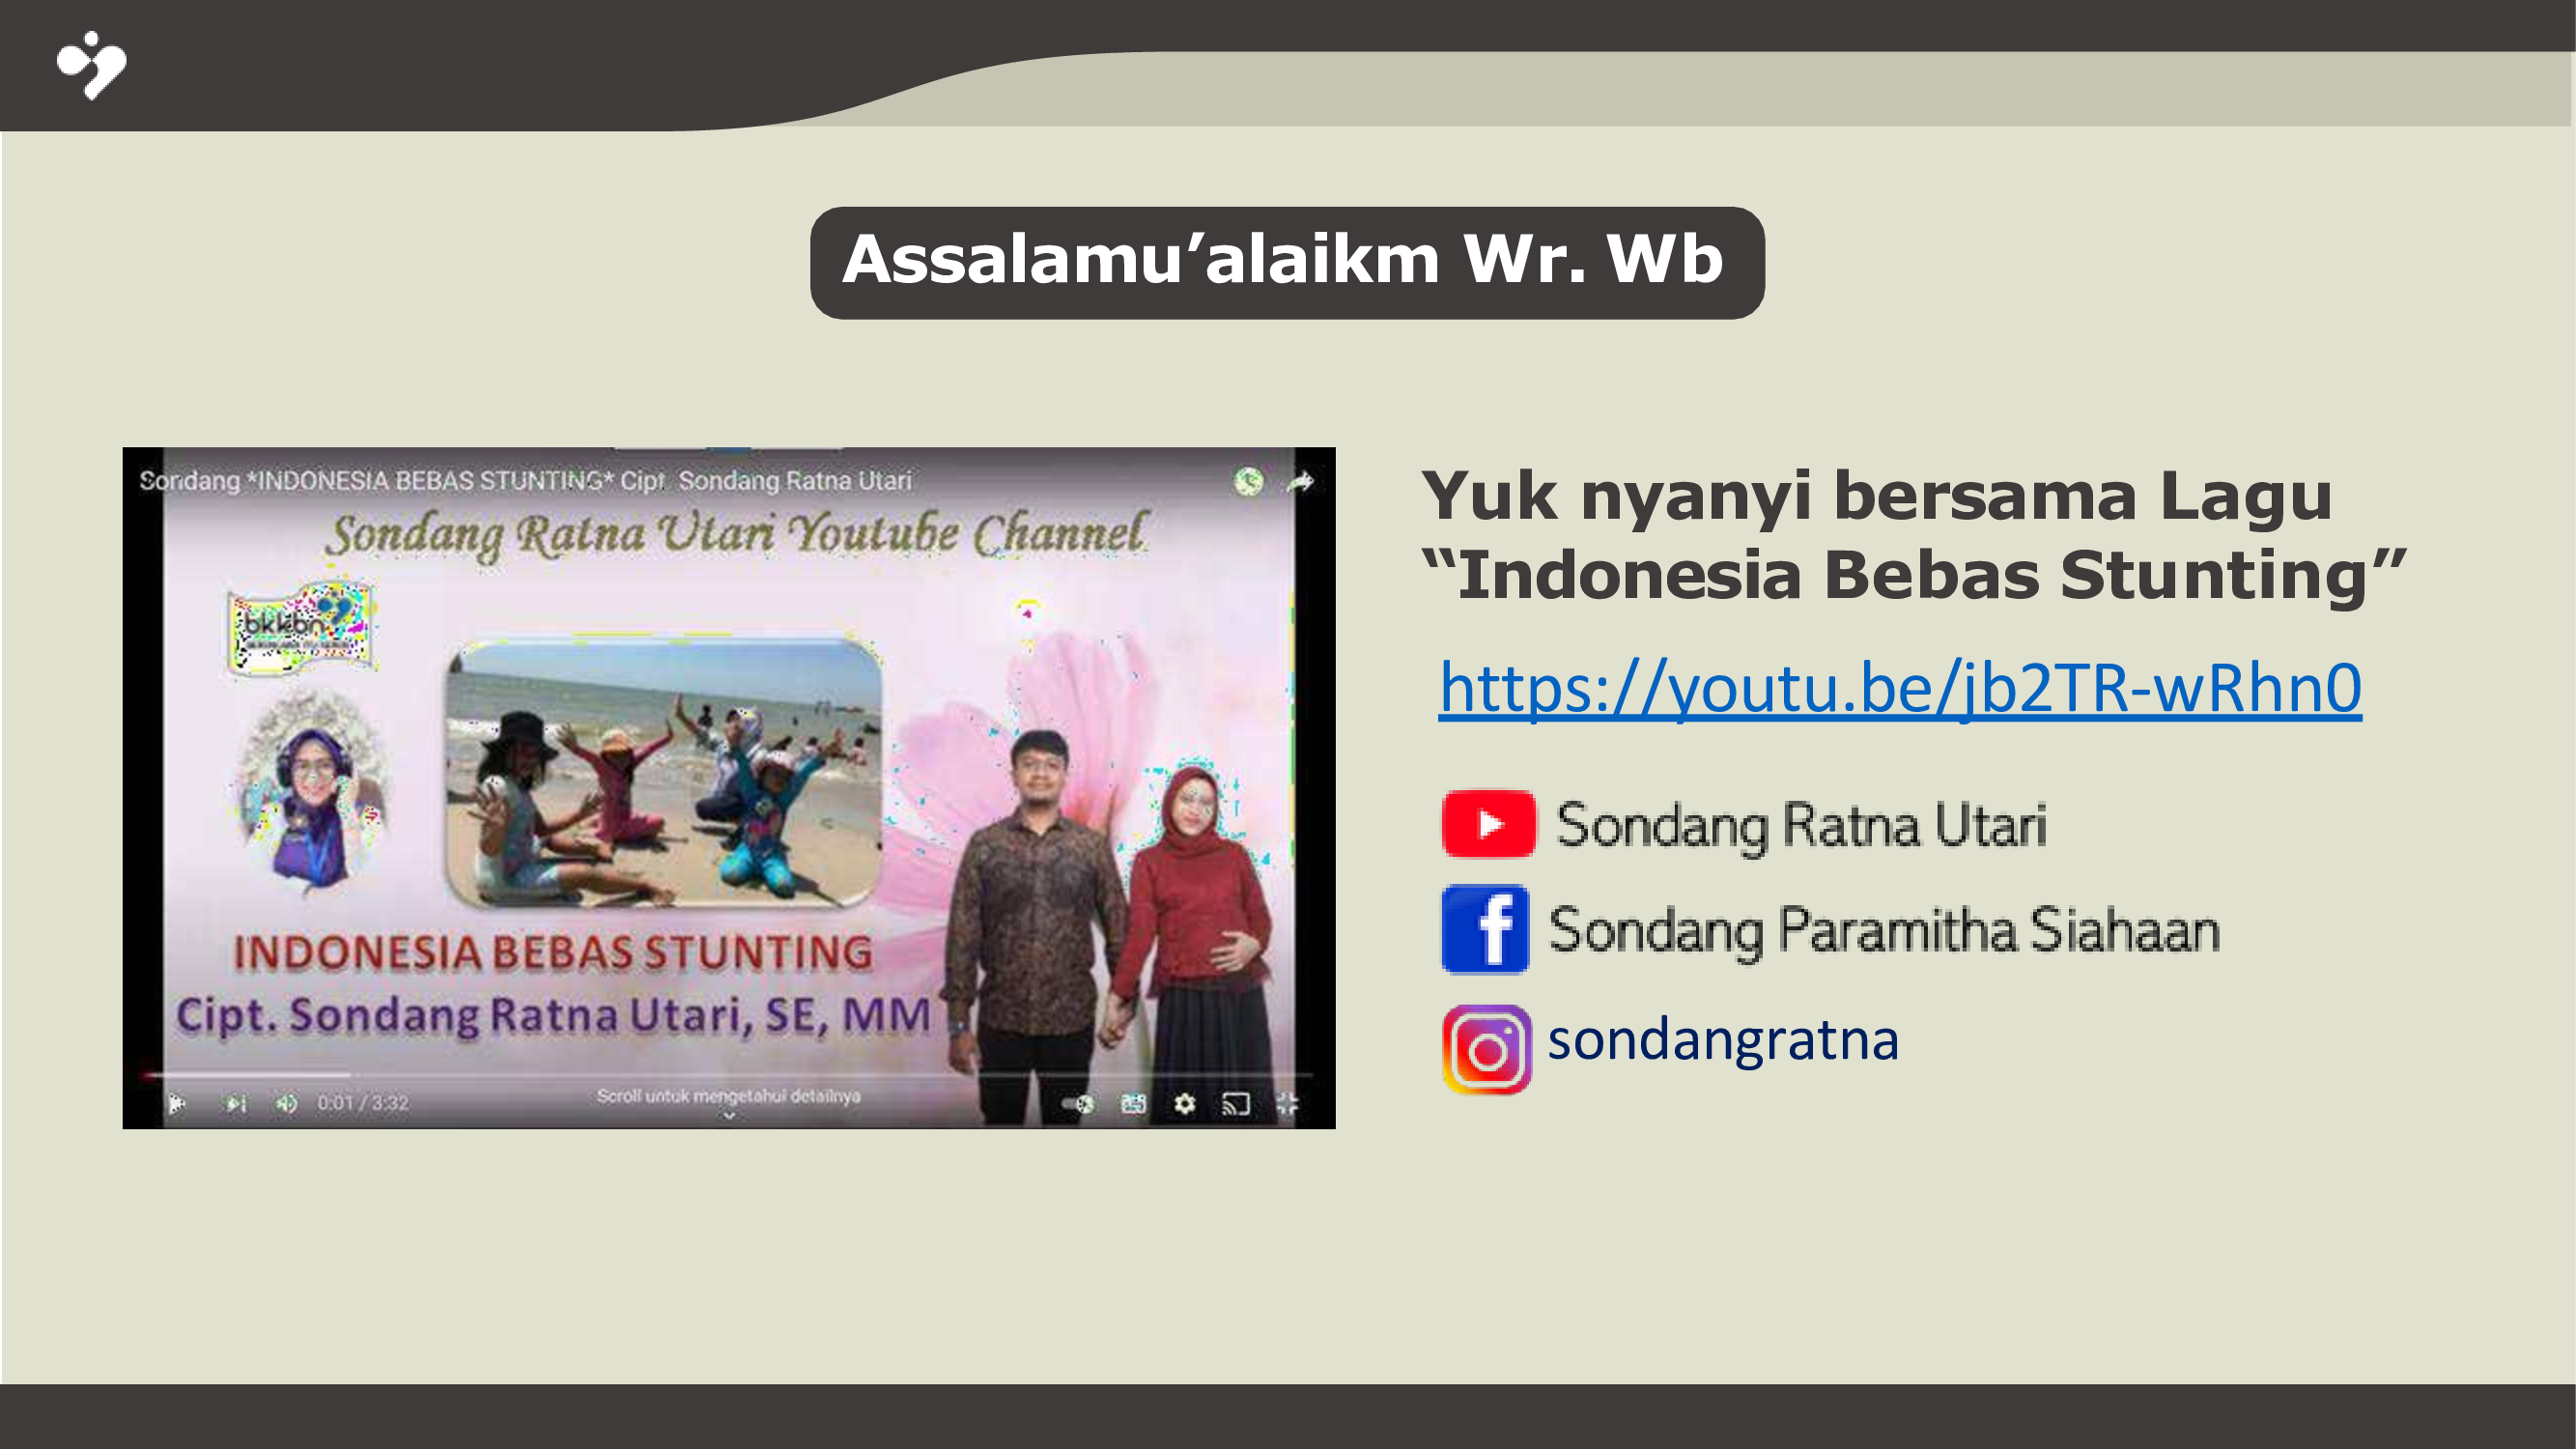 Assalamu’alaikm Wr. Wb
Sondang *INDONESIA BEBAS STUNTING* Cipt. Sondang Ratna Utari
Sondang Ratna Utari Youtube Channel
bkkbn
INDONESIA BEBAS STUNTING
Cipt. Sondang Ratna Utari, SE, MM
0:01 / 3:32
Scroll untuk mengetahui detailnya
Yuk nyanyi bersama Lagu
“Indonesia Bebas Stunting”
https://youtu.be/jb2TR-wRhn0
Sondang Ratna Utari
Sondang Paramitha Siahaan
sondangratna